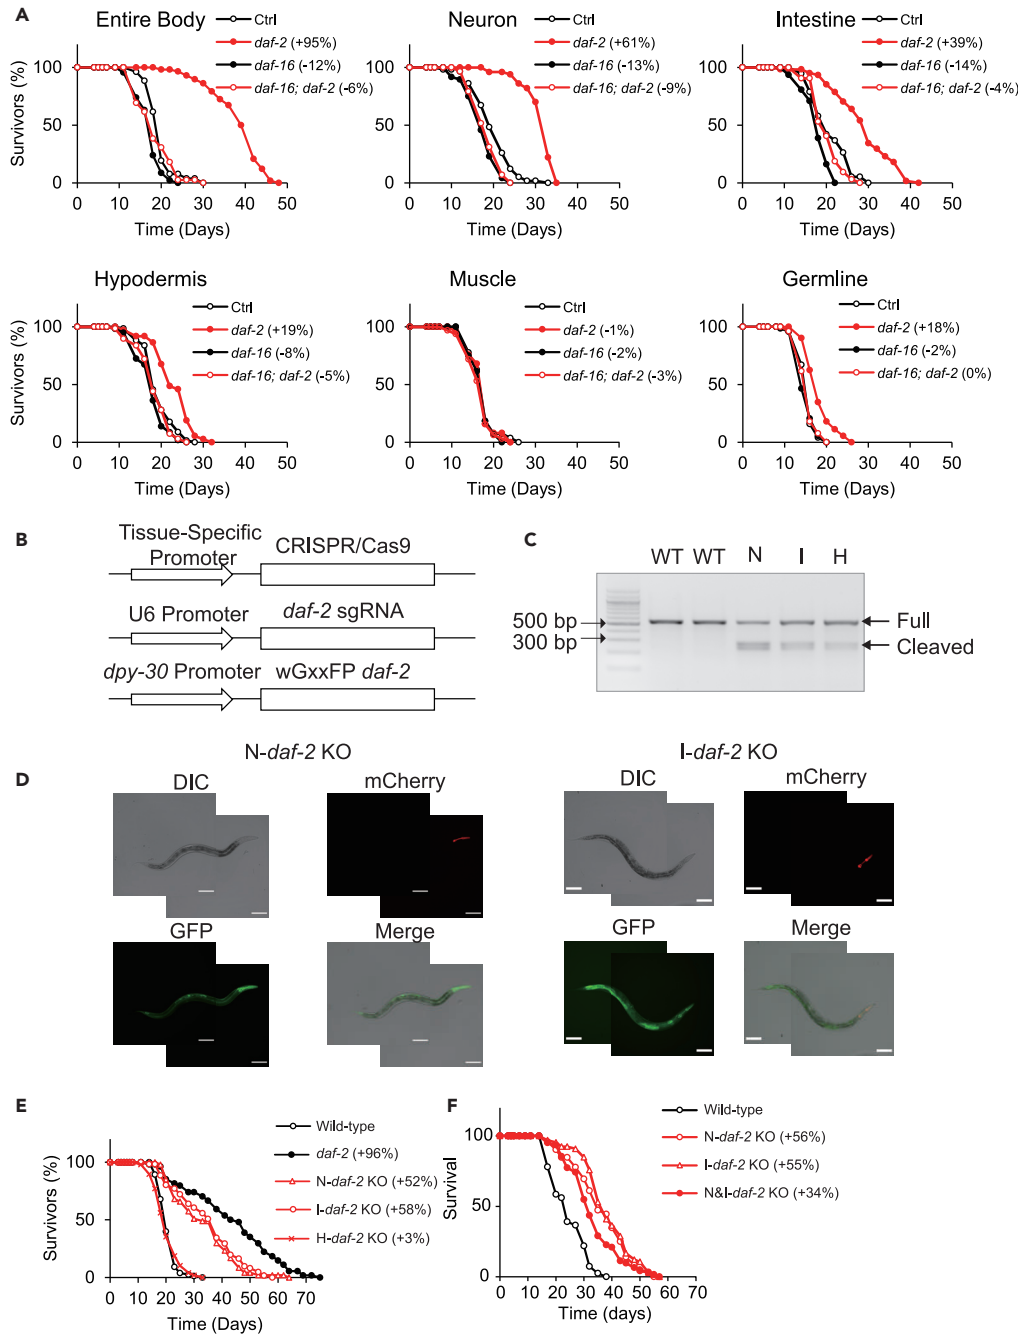 A
Entire Body
Ctrl
daf-2 (+95%)
daf-16 (-12%)
daf-16; daf-2 (-6%)
Survivors (%)
100
50
0
0 10 20 30 40 50
Time (Days)
Neuron
Ctrl
daf-2 (+61%)
daf-16 (-13%)
daf-16; daf-2 (-9%)
100
50
0
0 10 20 30 40 50
Time (Days)
Intestine
Ctrl
daf-2 (+39%)
daf-16 (-14%)
daf-16; daf-2 (-4%)
100
50
0
0 10 20 30 40 50
Time (Days)
Hypodermis
Ctrl
daf-2 (+19%)
daf-16 (-8%)
daf-16; daf-2 (-5%)
Survivors (%)
100
50
0
0 10 20 30 40 50
Time (Days)
Muscle
Ctrl
daf-2 (-1%)
daf-16 (-2%)
daf-16; daf-2 (-3%)
100
50
0
0 10 20 30 40 50
Time (Days)
Germline
Ctrl
daf-2 (+18%)
daf-16 (-2%)
daf-16; daf-2 (0%)
100
50
0
0 10 20 30 40 50
Time (Days)
B
Tissue-Specific
Promoter
CRISPR/Cas9
U6 Promoter
daf-2 sgRNA
dpy-30 Promoter
wGxxFP daf-2
C
WT WT N I H
500 bp
300 bp
Full
Cleaved
D
N-daf-2 KO
DIC
mCherry
GFP
Merge
I-daf-2 KO
DIC
mCherry
GFP
Merge
E
Wild-type
daf-2 (+96%)
N-daf-2 KO (+52%)
I-daf-2 KO (+58%)
H-daf-2 KO (+3%)
Survivors (%)
100
50
0
0 10 20 30 40 50 60 70
Time (Days)
F
Wild-type
N-daf-2 KO (+56%)
I-daf-2 KO (+55%)
N&I-daf-2 KO (+34%)
Survival
100
50
0
0 10 20 30 40 50 60 70
Time (days)